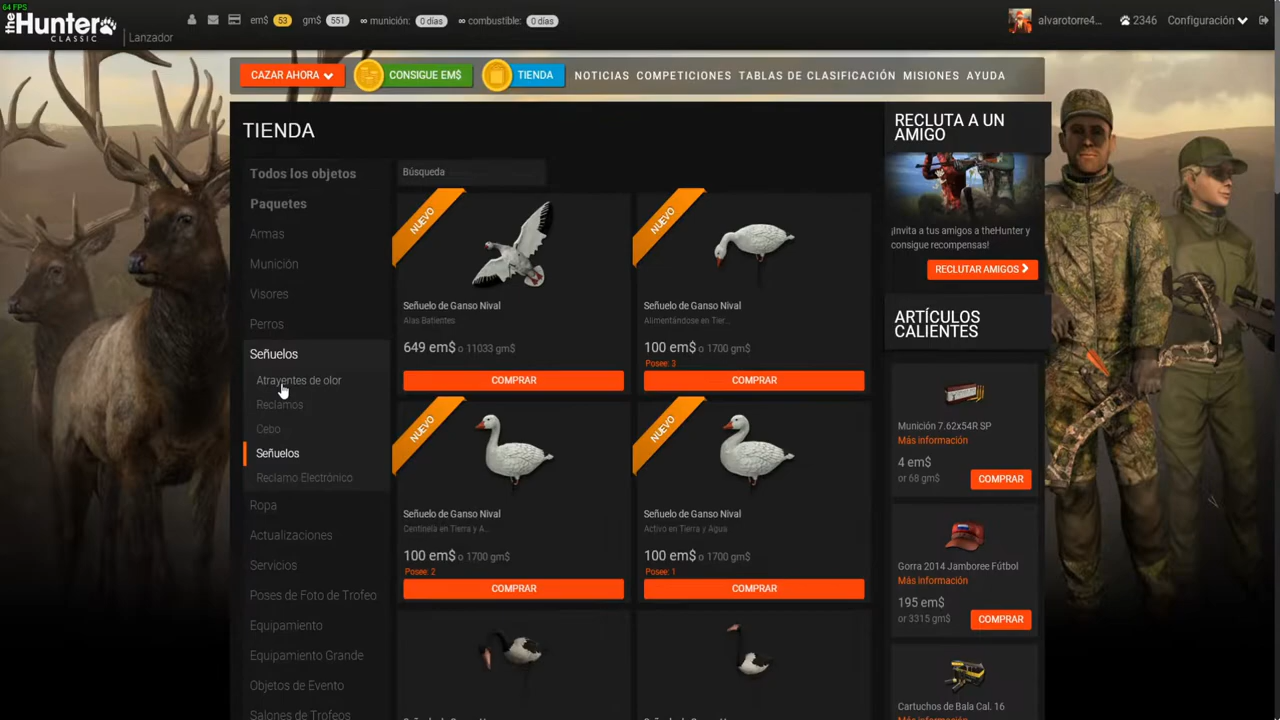 64 FPS
theHunter
CLASSIC
Lanzador
em$ 53 gm$ 551 ∞ munición: 0 días ∞ combustible: 0 días
alvarotorre4... 2346 Configuración
CAZAR AHORA CONSIGUE EM$ TIENDA NOTICIAS COMPETICIONES TABLAS DE CLASIFICACIÓN MISIONES AYUDA
TIENDA
Todos los objetos
Paquetes
Armas
Munición
Visores
Perros
Señuelos
Atrayentes de olor
Reclamos
Cebo
Señuelos
Reclamo Electrónico
Ropa
Actualizaciones
Servicios
Poses de Foto de Trofeo
Equipamiento
Equipamiento Grande
Objetos de Evento
Salones de Trofeos
Búsqueda
NUEVO
Señuelo de Ganso Nival
Alas Batientes
649 em$ o 11033 gm$
COMPRAR
NUEVO
Señuelo de Ganso Nival
Alimentándose en Tier...
100 em$ o 1700 gm$
Posee: 3
COMPRAR
NUEVO
Señuelo de Ganso Nival
Centinela en Tierra y A...
100 em$ o 1700 gm$
Posee: 2
COMPRAR
NUEVO
Señuelo de Ganso Nival
Activo en Tierra y Agua
100 em$ o 1700 gm$
Posee: 1
COMPRAR
RECLUTA A UN
AMIGO
¡Invita a tus amigos a theHunter y
consigue recompensas!
RECLUTAR AMIGOS
ARTÍCULOS
CALIENTES
Munición 7.62x54R SP
Más información
4 em$
or 68 gm$
COMPRAR
Gorra 2014 Jamboree Fútbol
Más información
195 em$
or 3315 gm$
COMPRAR
Cartuchos de Bala Cal. 16